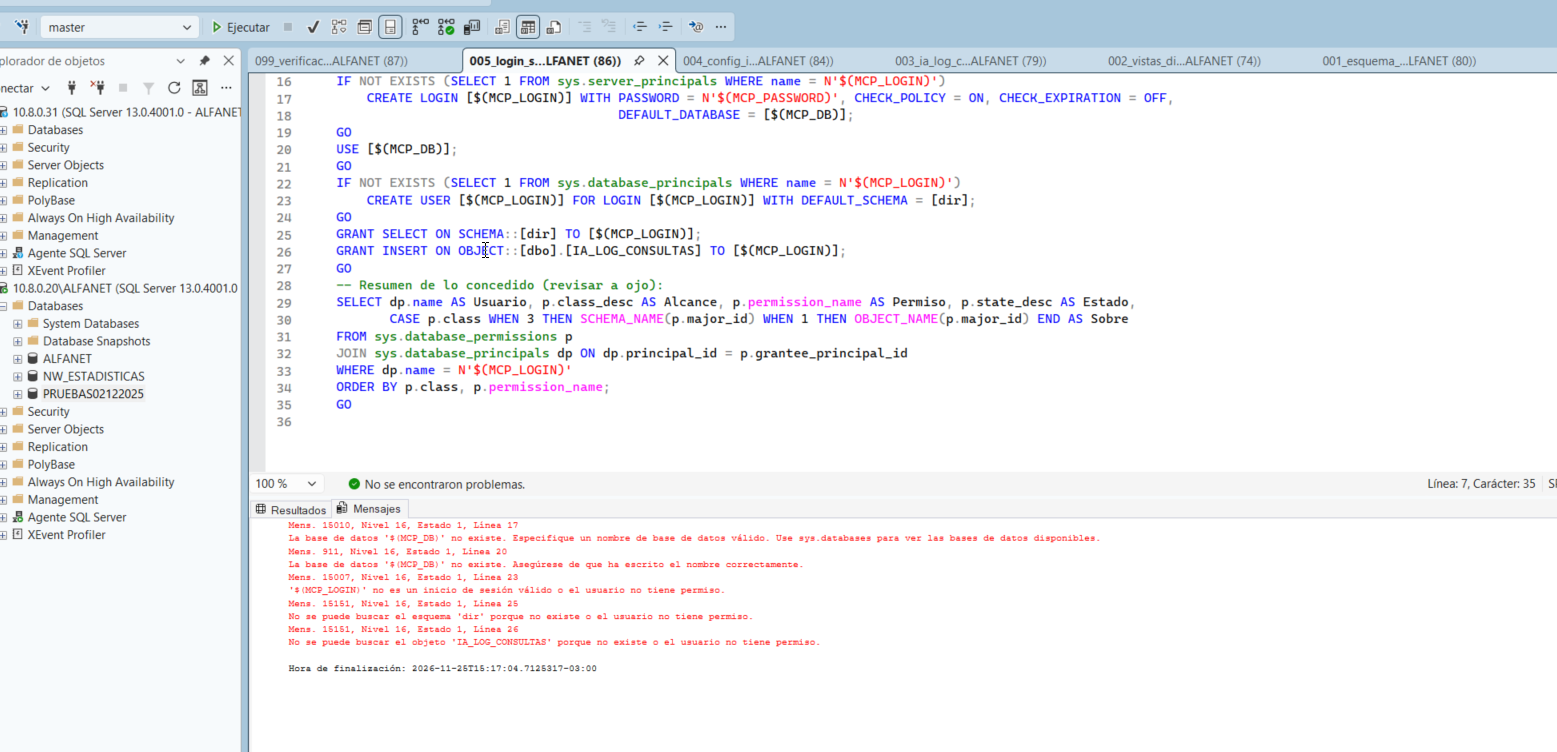 master
Ejecutar
plorador de objetos
nectar
10.8.0.31 (SQL Server 13.0.4001.0 - ALFANET
Databases
Security
Server Objects
Replication
PolyBase
Always On High Availability
Management
Agente SQL Server
XEvent Profiler
10.8.0.20\ALFANET (SQL Server 13.0.4001.0
Databases
System Databases
Database Snapshots
ALFANET
NW_ESTADISTICAS
PRUEBAS02122025
Security
Server Objects
Replication
PolyBase
Always On High Availability
Management
Agente SQL Server
XEvent Profiler
099_verificac...ALFANET (87))
005_login_s...LFANET (86))
004_config_i...ALFANET (84))
003_ia_log_c...ALFANET (79))
002_vistas_di...ALFANET (74))
001_esquema_...LFANET (80))
16 IF NOT EXISTS (SELECT 1 FROM sys.server_principals WHERE name = N'$(MCP_LOGIN)')
17 CREATE LOGIN [$(MCP_LOGIN)] WITH PASSWORD = N'$(MCP_PASSWORD)', CHECK_POLICY = ON, CHECK_EXPIRATION = OFF,
18 DEFAULT_DATABASE = [$(MCP_DB)];
19 GO
20 USE [$(MCP_DB)];
21 GO
22 IF NOT EXISTS (SELECT 1 FROM sys.database_principals WHERE name = N'$(MCP_LOGIN)')
23 CREATE USER [$(MCP_LOGIN)] FOR LOGIN [$(MCP_LOGIN)] WITH DEFAULT_SCHEMA = [dir];
24 GO
25 GRANT SELECT ON SCHEMA::[dir] TO [$(MCP_LOGIN)];
26 GRANT INSERT ON OBJECT::[dbo].[IA_LOG_CONSULTAS] TO [$(MCP_LOGIN)];
27 GO
28 -- Resumen de lo concedido (revisar a ojo):
29 SELECT dp.name AS Usuario, p.class_desc AS Alcance, p.permission_name AS Permiso, p.state_desc AS Estado,
30 CASE p.class WHEN 3 THEN SCHEMA_NAME(p.major_id) WHEN 1 THEN OBJECT_NAME(p.major_id) END AS Sobre
31 FROM sys.database_permissions p
32 JOIN sys.database_principals dp ON dp.principal_id = p.grantee_principal_id
33 WHERE dp.name = N'$(MCP_LOGIN)'
34 ORDER BY p.class, p.permission_name;
35 GO
36
100 %
No se encontraron problemas.
Línea: 7, Carácter: 35
SP
Resultados
Mensajes
Mens. 15010, Nivel 16, Estado 1, Línea 17
La base de datos '$(MCP_DB)' no existe. Especifique un nombre de base de datos válido. Use sys.databases para ver las bases de datos disponibles.
Mens. 911, Nivel 16, Estado 1, Línea 20
La base de datos '$(MCP_DB)' no existe. Asegúrese de que ha escrito el nombre correctamente.
Mens. 15007, Nivel 16, Estado 1, Línea 23
'$(MCP_LOGIN)' no es un inicio de sesión válido o el usuario no tiene permiso.
Mens. 15151, Nivel 16, Estado 1, Línea 25
No se puede buscar el esquema 'dir' porque no existe o el usuario no tiene permiso.
Mens. 15151, Nivel 16, Estado 1, Línea 26
No se puede buscar el objeto 'IA_LOG_CONSULTAS' porque no existe o el usuario no tiene permiso.
Hora de finalización: 2026-11-25T15:17:04.7125317-03:00